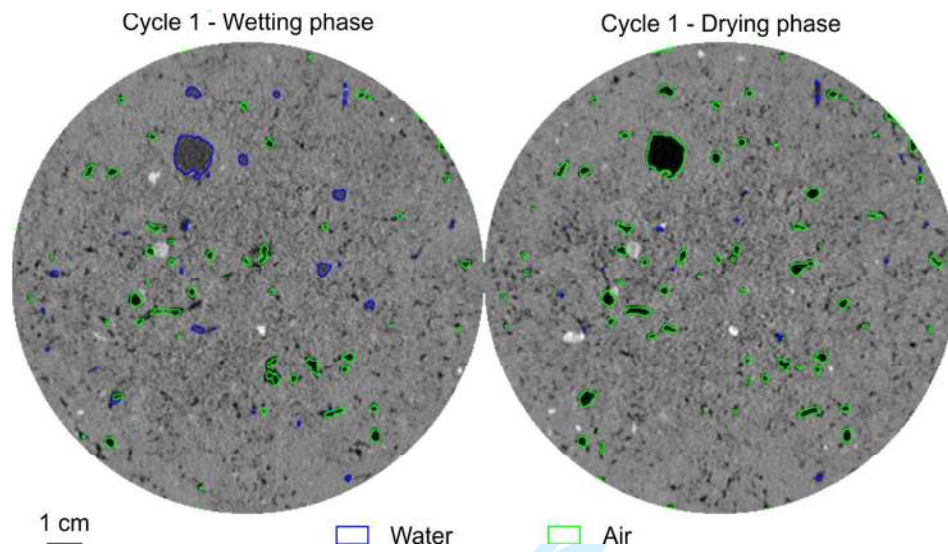 Cycle 1 - Wetting phase
Cycle 1 - Drying phase
1 cm
Water
Air